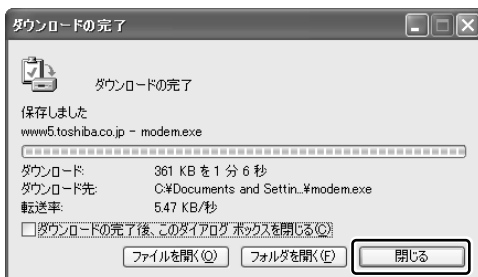 ダウンロードの完了
ダウンロードの完了
保存しました
www5.toshiba.co.jp － modem.exe
ダウンロード: 361 KB を 1 分 6 秒
ダウンロード先: C:¥Documents and Settin...¥modem.exe
転送率: 5.47 KB/秒
ダウンロードの完了後、このダイアログ ボックスを閉じる(C)
ファイルを開く(O) フォルダを開く(F) 閉じる